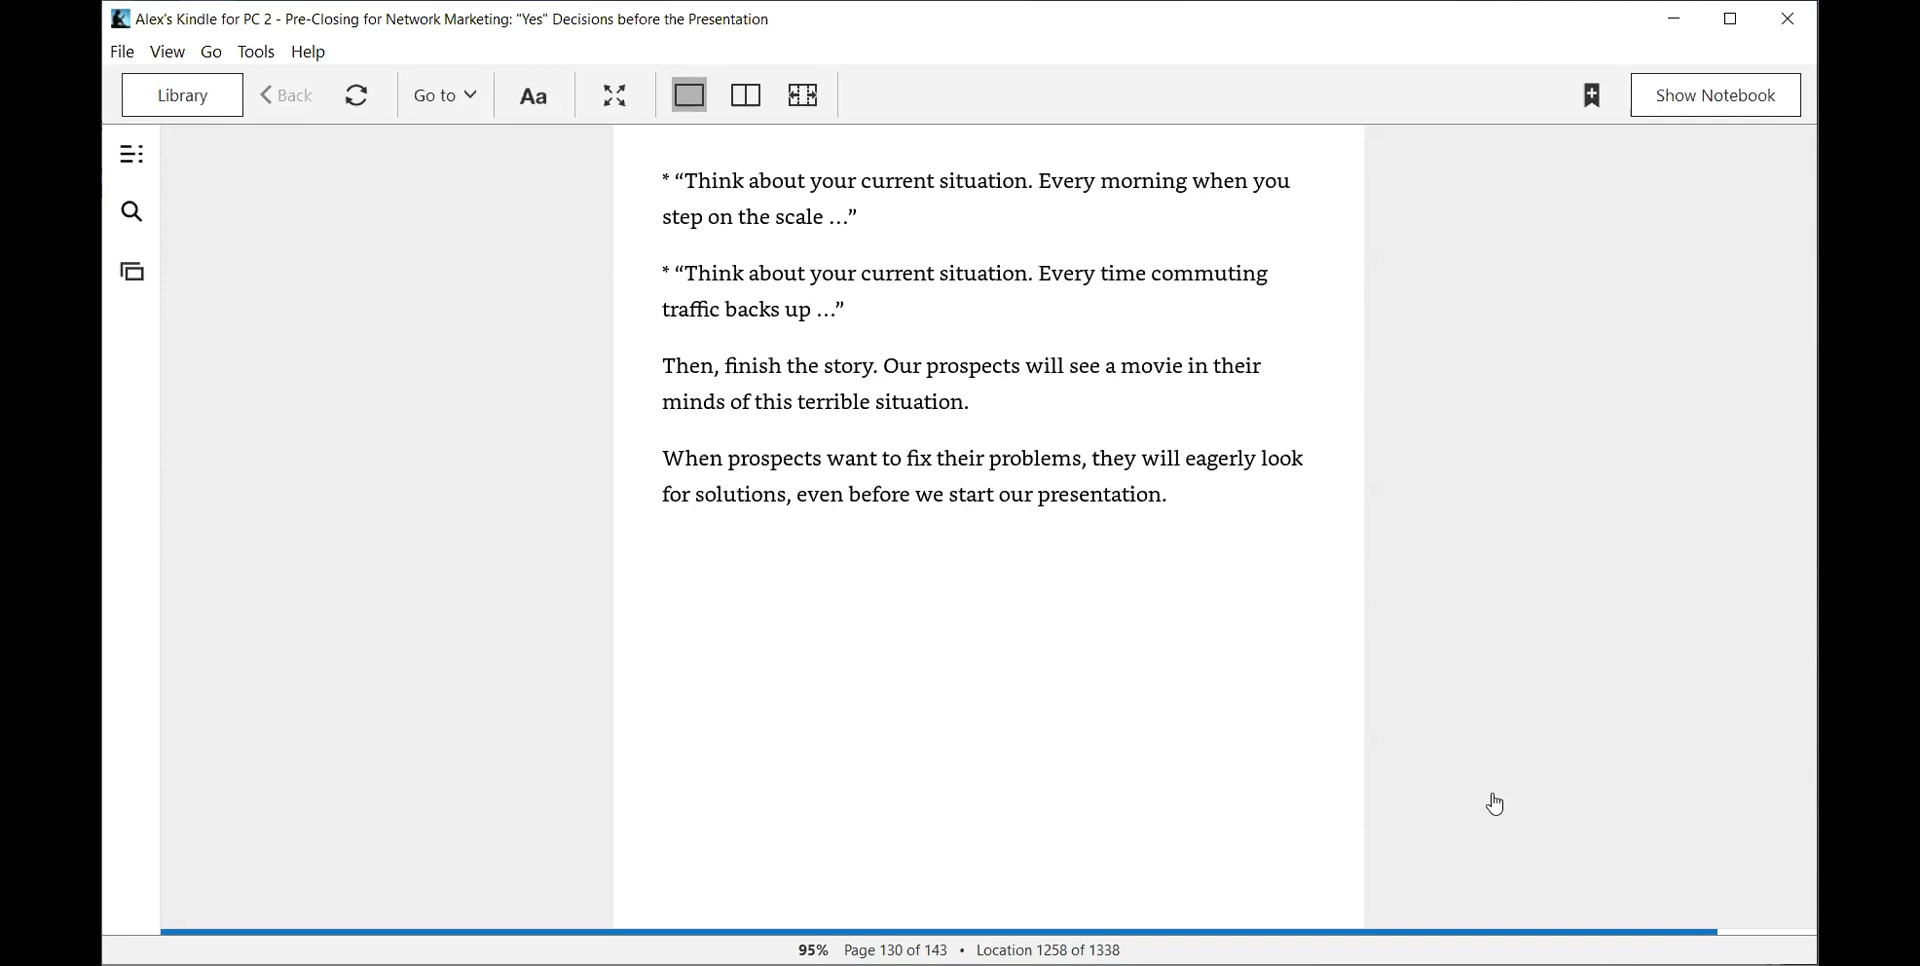 Alex's Kindle for PC 2 - Pre-Closing for Network Marketing: "Yes" Decisions before the Presentation
File View Go Tools Help
Library Back Go to Aa Show Notebook
* “Think about your current situation. Every morning when you
step on the scale …”
* “Think about your current situation. Every time commuting
traffic backs up …”
Then, finish the story. Our prospects will see a movie in their
minds of this terrible situation.
When prospects want to fix their problems, they will eagerly look
for solutions, even before we start our presentation.
95% Page 130 of 143 • Location 1258 of 1338